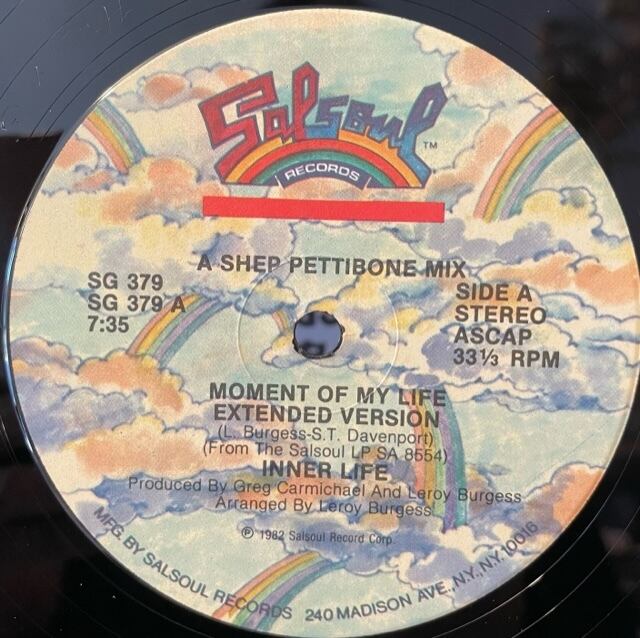 Salsoul™
RECORDS
A SHEP PETTIBONE MIX
SG 379
SG 379 A
7:35
SIDE A
STEREO
ASCAP
33⅓ RPM
MOMENT OF MY LIFE
EXTENDED VERSION
(L. Burgess-S.T. Davenport)
(From The Salsoul LP SA 8554)
INNER LIFE
Produced By Greg Carmichael And Leroy Burgess
Arranged By Leroy Burgess
℗ 1982 Salsoul Record Corp.
MFG. BY SALSOUL RECORDS 240 MADISON AVE., N.Y., N.Y. 10016